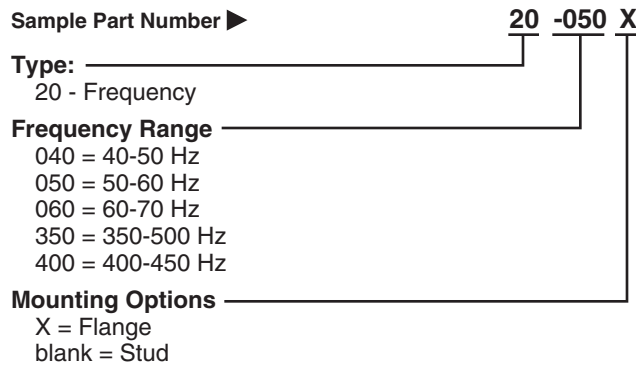 Sample Part Number ▶ 20 -050 X
Type:
20 - Frequency
Frequency Range
040 = 40-50 Hz
050 = 50-60 Hz
060 = 60-70 Hz
350 = 350-500 Hz
400 = 400-450 Hz
Mounting Options
X = Flange
blank = Stud